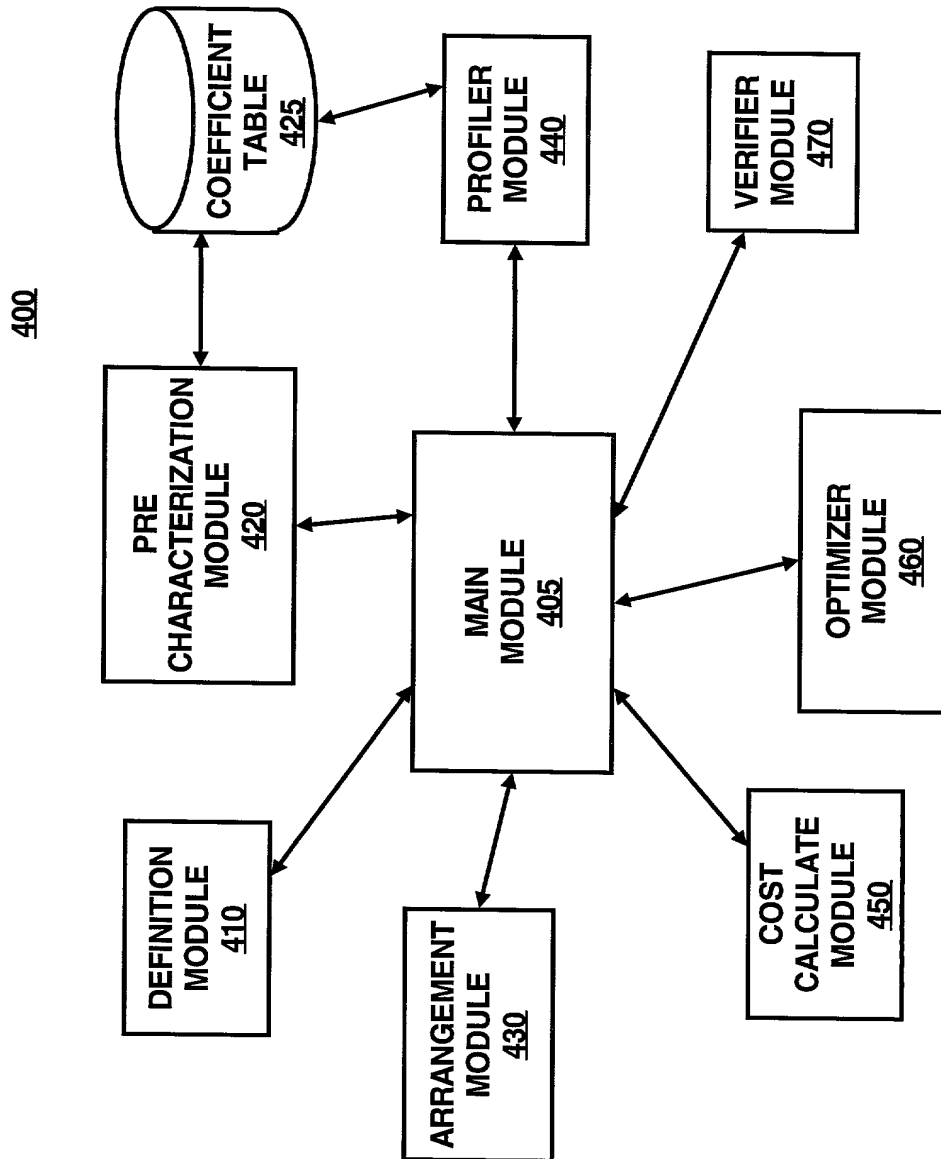 400
PRE
CHARACTERIZATION
MODULE
420
COEFFICIENT
TABLE
425
DEFINITION
MODULE
410
MAIN
MODULE
405
PROFILER
MODULE
440
ARRANGEMENT
MODULE
430
COST
CALCULATE
MODULE
450
OPTIMIZER
MODULE
460
VERIFIER
MODULE
470